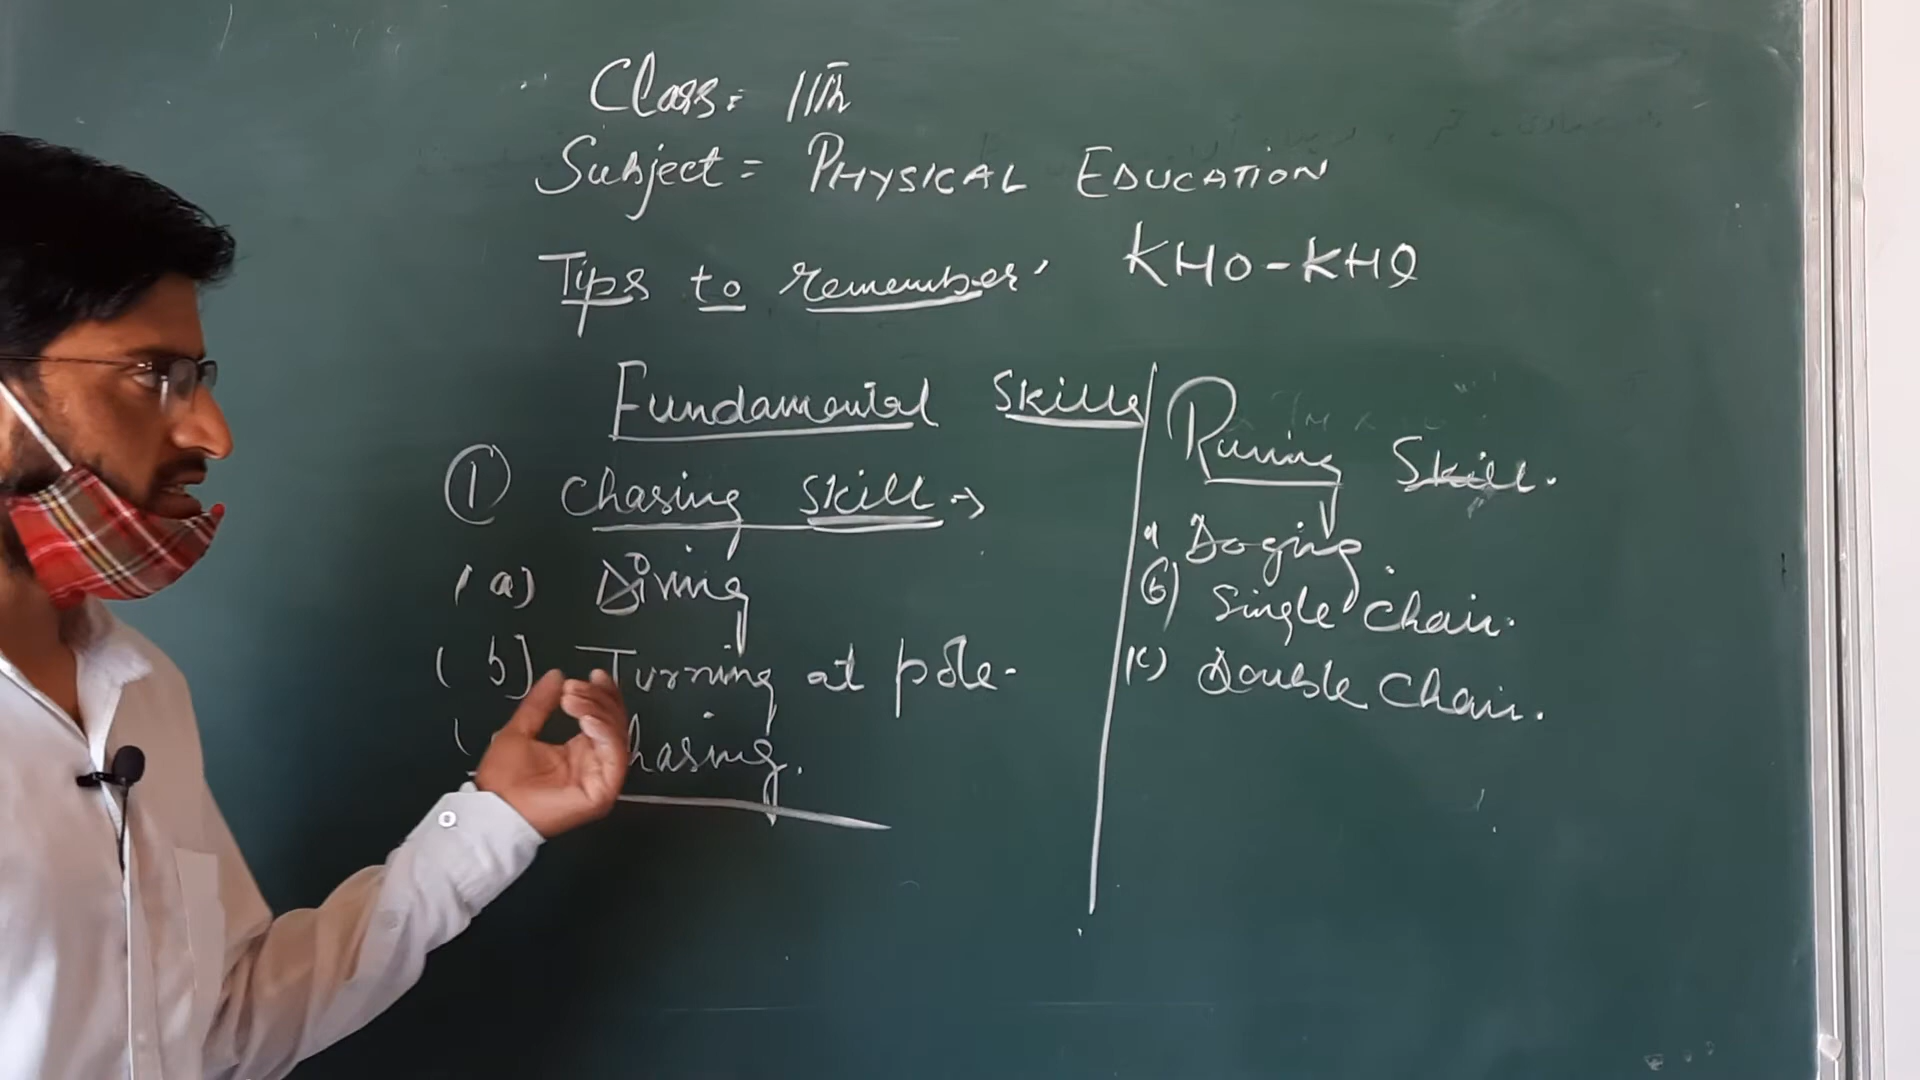 Class: 11th
Subject = PHYSICAL EDUCATION
Tips to remember' KHO-KHO
Fundamental Skills
① Chasing skill →
(a) Diving
(b) Turning at pole.
hasing.
Runing Skill.
Doging
(b) Single Chain.
(c) Double Chain.